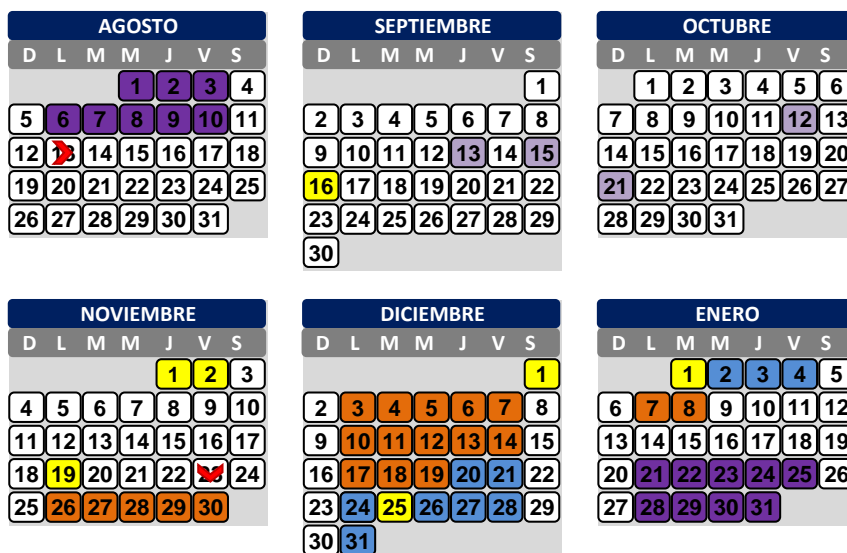 AGOSTO
D L M M J V S
1 2 3 4
5 6 7 8 9 10 11
12 13 14 15 16 17 18
19 20 21 22 23 24 25
26 27 28 29 30 31
SEPTIEMBRE
D L M M J V S
1
2 3 4 5 6 7 8
9 10 11 12 13 14 15
16 17 18 19 20 21 22
23 24 25 26 27 28 29
30
OCTUBRE
D L M M J V S
1 2 3 4 5 6
7 8 9 10 11 12 13
14 15 16 17 18 19 20
21 22 23 24 25 26 27
28 29 30 31
NOVIEMBRE
D L M M J V S
1 2 3
4 5 6 7 8 9 10
11 12 13 14 15 16 17
18 19 20 21 22 23 24
25 26 27 28 29 30
DICIEMBRE
D L M M J V S
1
2 3 4 5 6 7 8
9 10 11 12 13 14 15
16 17 18 19 20 21 22
23 24 25 26 27 28 29
30 31
ENERO
D L M M J V S
1 2 3 4 5
6 7 8 9 10 11 12
13 14 15 16 17 18 19
20 21 22 23 24 25 26
27 28 29 30 31